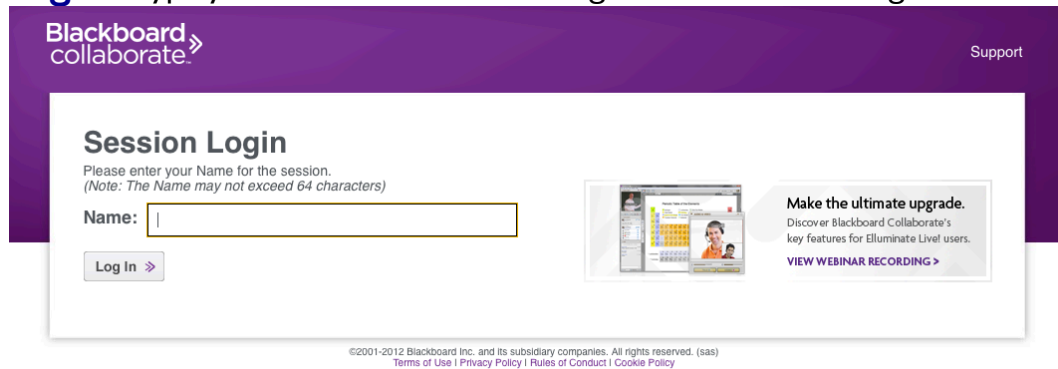 Blackboard
collaborate™
Support
Session Login
Please enter your Name for the session.
(Note: The Name may not exceed 64 characters)
Name:
Log In
Make the ultimate upgrade.
Discover Blackboard Collaborate's
key features for Elluminate Live! users.
VIEW WEBINAR RECORDING >
©2001-2012 Blackboard Inc. and its subsidiary companies. All rights reserved. (sas)
Terms of Use | Privacy Policy | Rules of Conduct | Cookie Policy